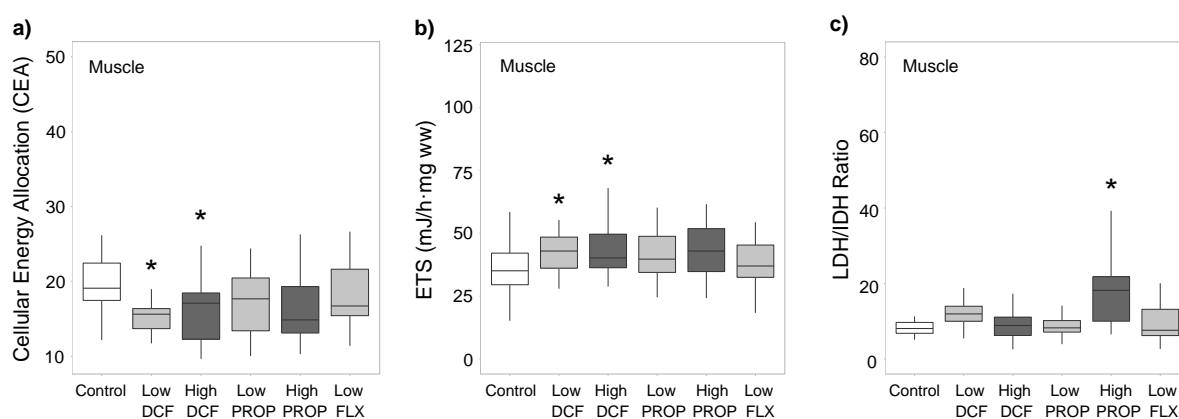 a)
Cellular Energy Allocation (CEA)
50
40
30
20
10
Muscle
*
*
Control
Low
DCF
High
DCF
Low
PROP
High
PROP
Low
FLX
b)
ETS (mJ/h·mg ww)
125
100
75
50
25
0
Muscle
*
*
Control
Low
DCF
High
DCF
Low
PROP
High
PROP
Low
FLX
c)
LDH/IDH Ratio
80
60
40
20
0
Muscle
*
Control
Low
DCF
High
DCF
Low
PROP
High
PROP
Low
FLX